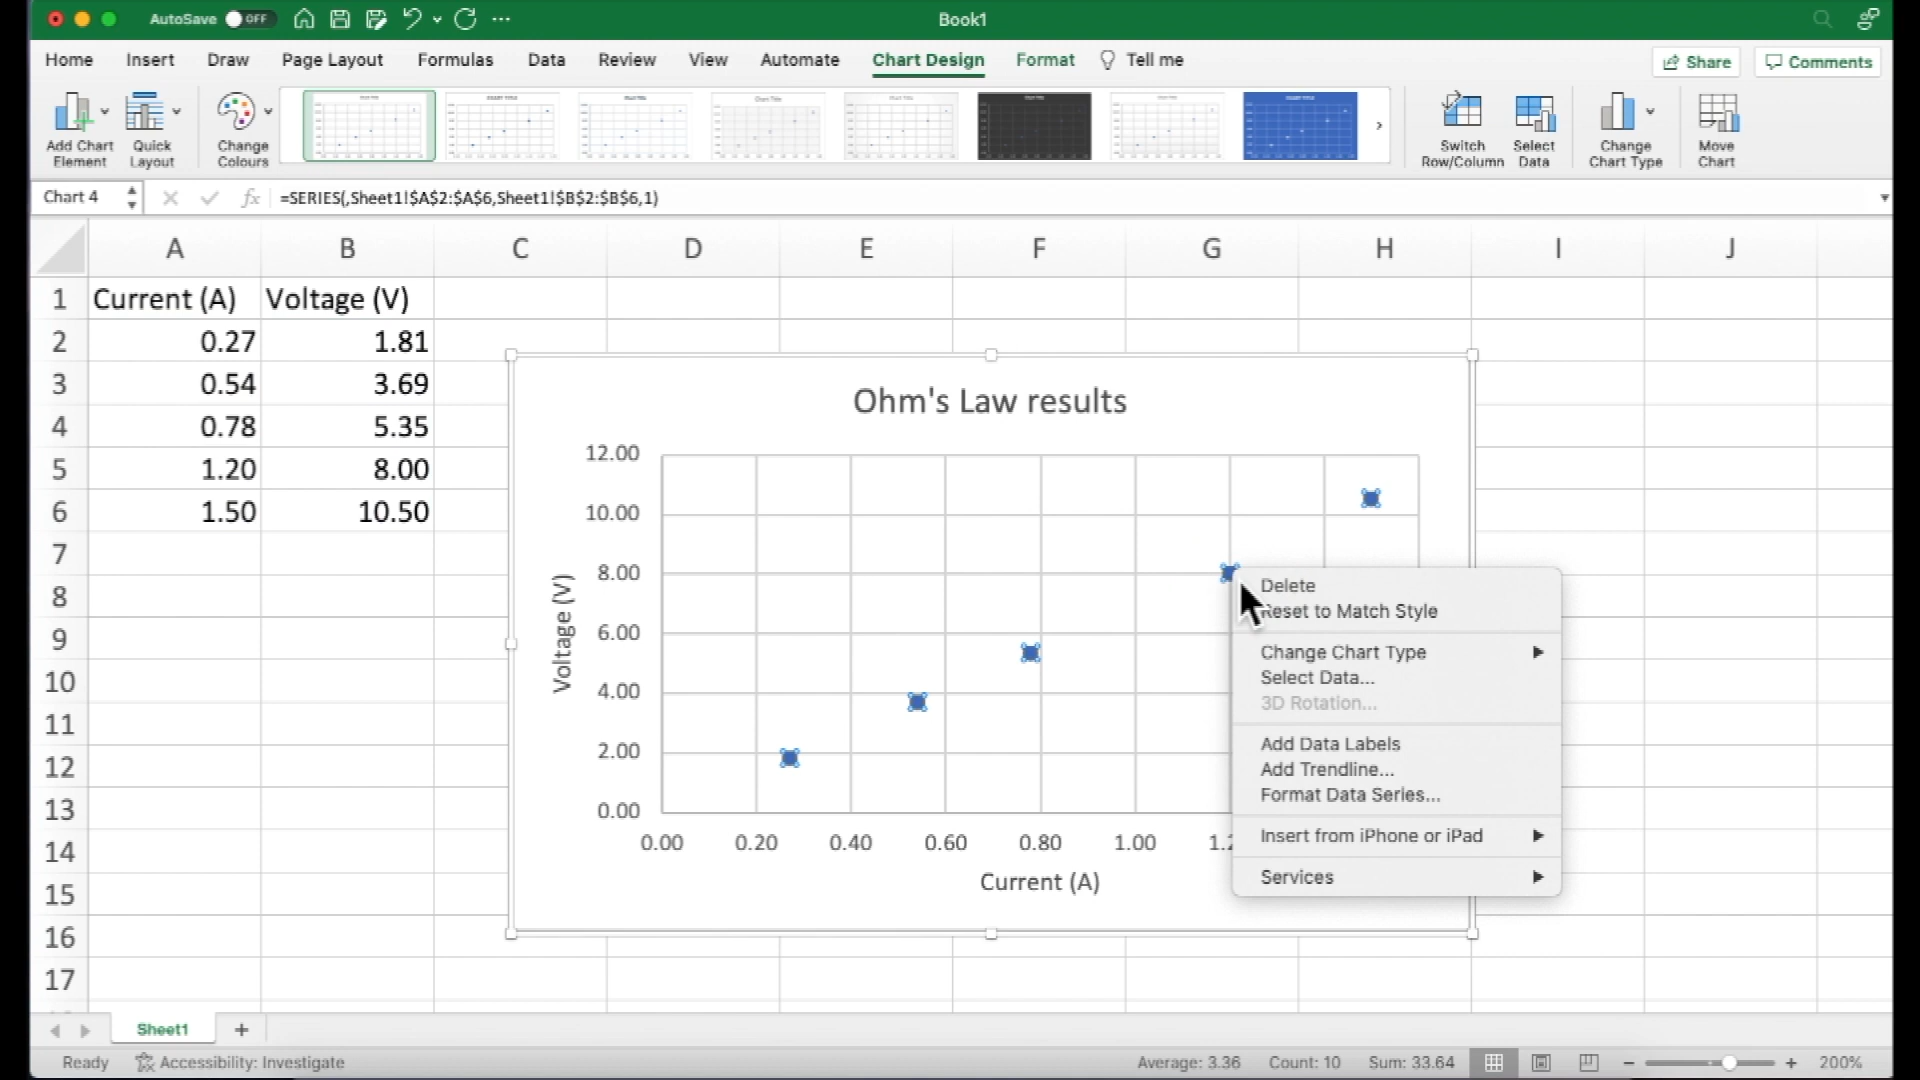 AutoSave OFF Book1
Home Insert Draw Page Layout Formulas Data Review View Automate Chart Design Format Tell me Share Comments
Add Chart Element
Quick Layout
Change Colours
Switch Row/Column
Select Data
Change Chart Type
Move Chart
Chart 4 fx =SERIES(,Sheet1!$A$2:$A$6,Sheet1!$B$2:$B$6,1)
A B C D E F G H I J
1 Current (A) Voltage (V)
2 0.27 1.81
3 0.54 3.69
4 0.78 5.35
5 1.20 8.00
6 1.50 10.50
7
8
9
10
11
12
13
14
15
16
17
Ohm's Law results
12.00
10.00
8.00
6.00
4.00
2.00
0.00
Voltage (V)
0.00 0.20 0.40 0.60 0.80 1.00
Current (A)
Delete
Reset to Match Style
Change Chart Type
Select Data...
3D Rotation...
Add Data Labels
Add Trendline...
Format Data Series...
Insert from iPhone or iPad
Services
Sheet1 +
Ready Accessibility: Investigate Average: 3.36 Count: 10 Sum: 33.64 200%